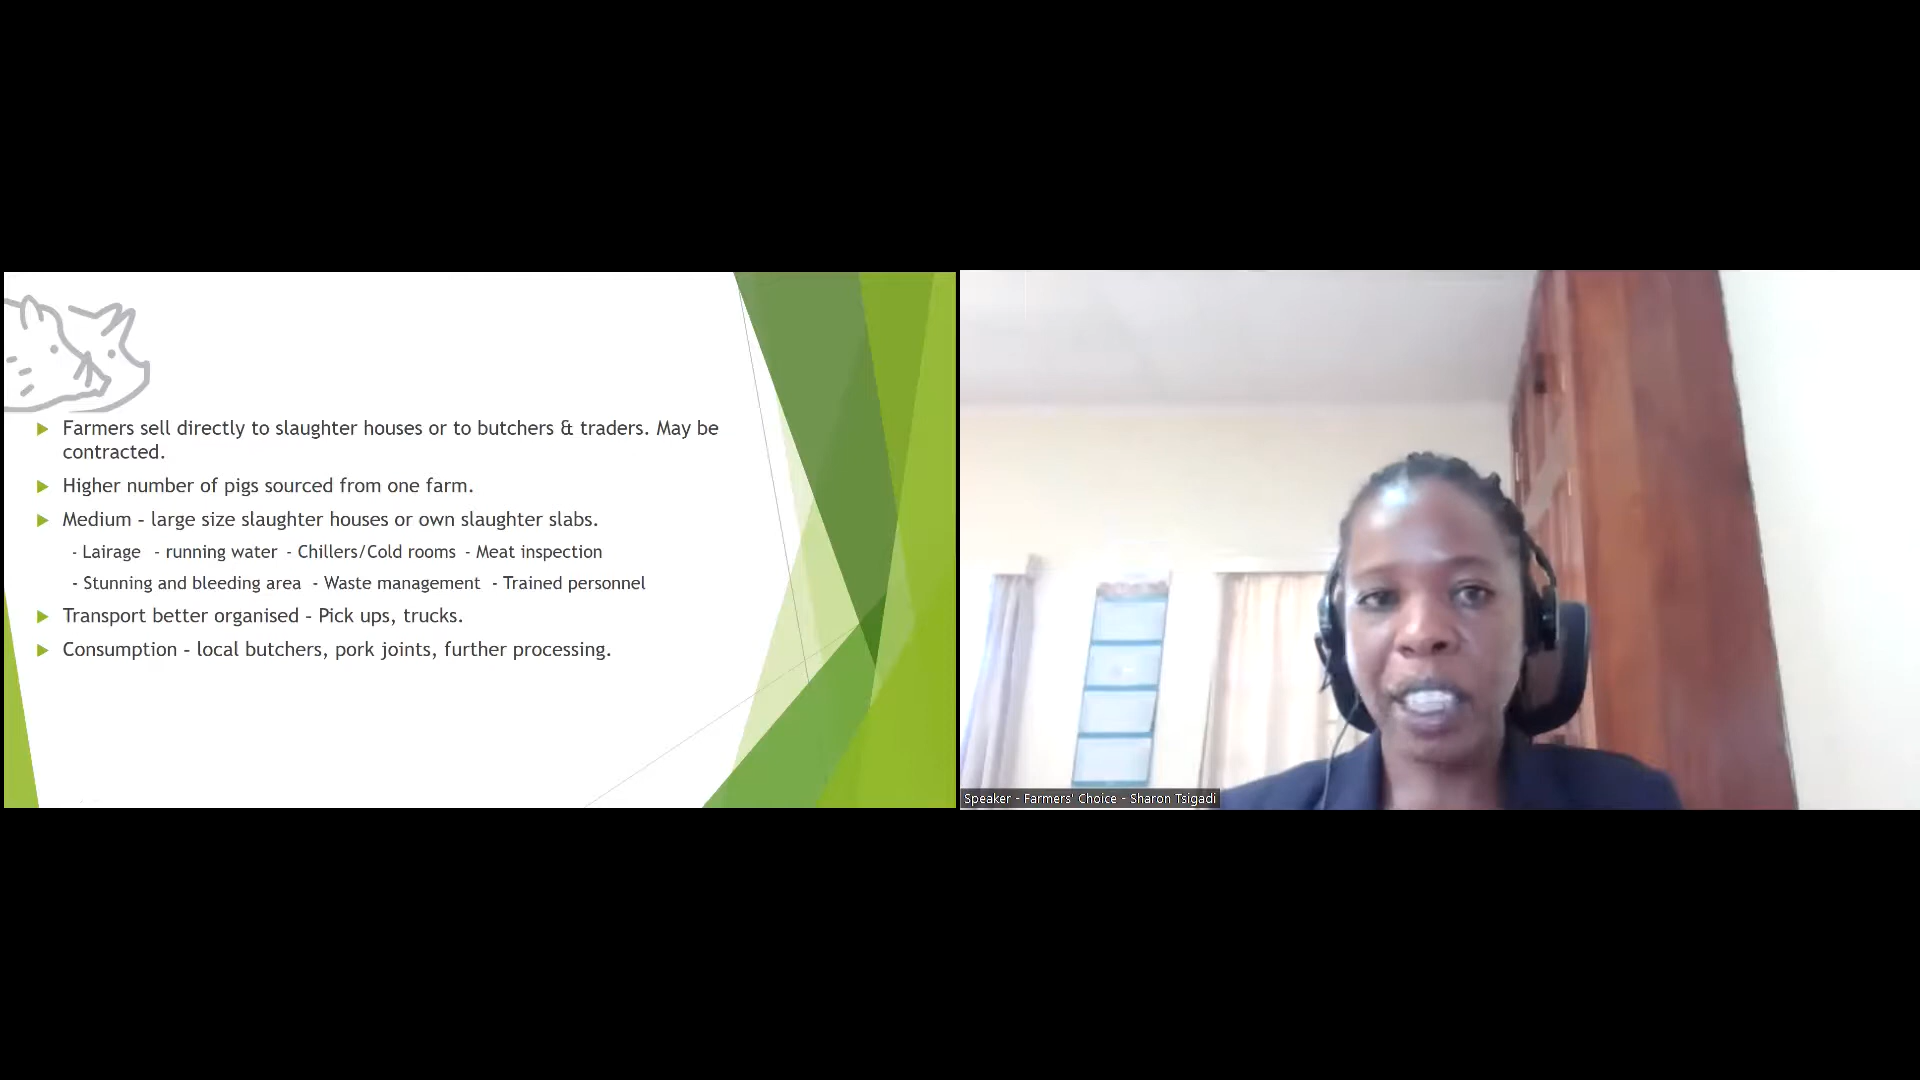 Farmers sell directly to slaughter houses or to butchers & traders. May be
contracted.
Higher number of pigs sourced from one farm.
Medium – large size slaughter houses or own slaughter slabs.
- Lairage - running water - Chillers/Cold rooms - Meat inspection
- Stunning and bleeding area - Waste management - Trained personnel
Transport better organised – Pick ups, trucks.
Consumption – local butchers, pork joints, further processing.
Speaker - Farmers' Choice - Sharon Tsigadi